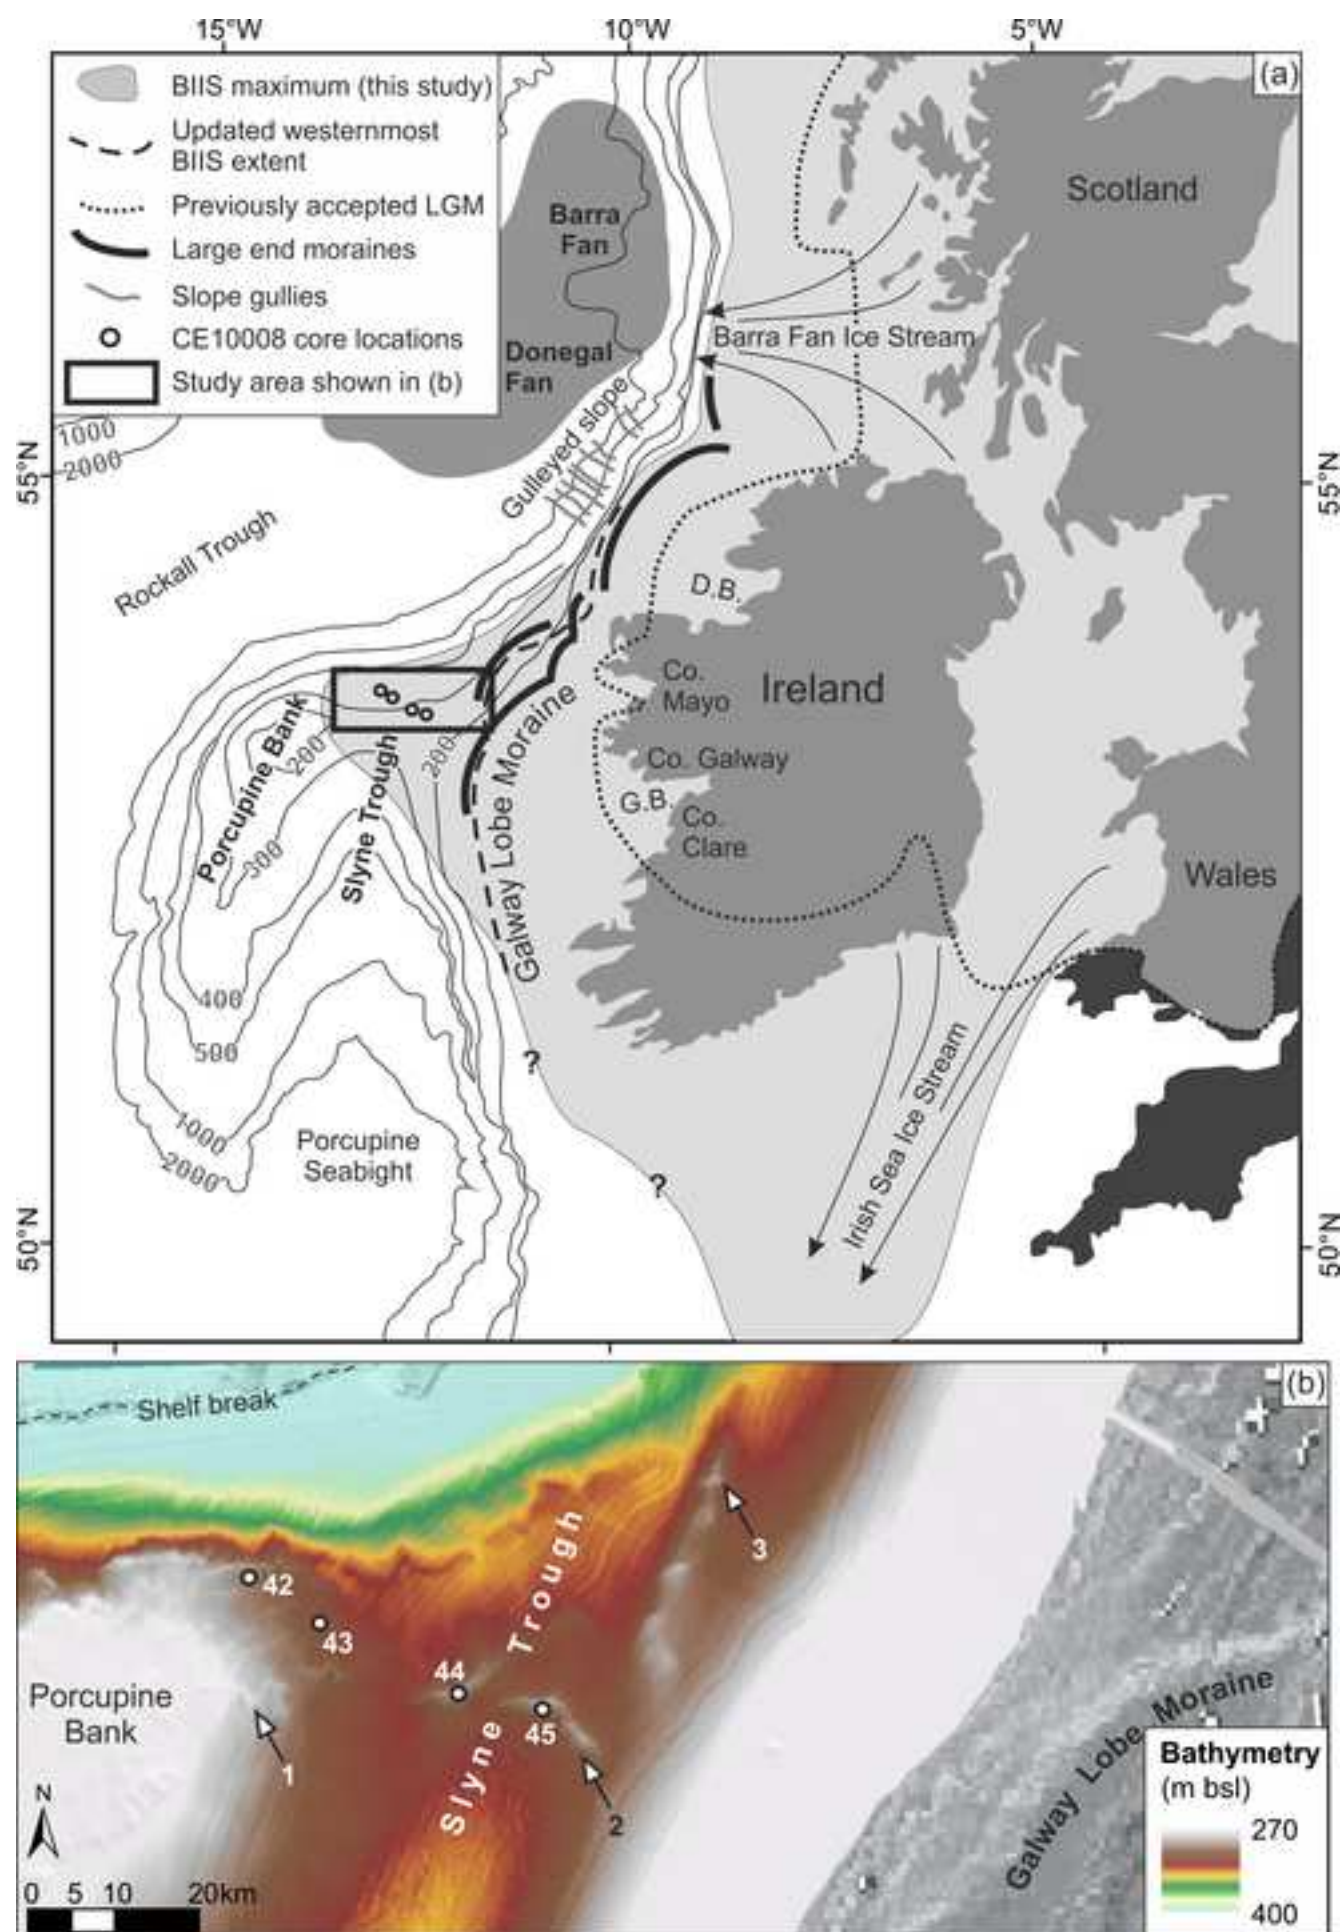 15°W
10°W
5°W
(a)
BIIS maximum (this study)
Updated westernmost
BIIS extent
Previously accepted LGM
Large end moraines
Slope gullies
CE10008 core locations
Study area shown in (b)
Scotland
Barra
Fan
Barra Fan Ice Stream
Donegal
Fan
Gulleyed slope
1000
2000
55°N
55°N
Rockall Trough
D.B.
Co.
Mayo
Ireland
Co. Galway
G.B.
Co.
Clare
Galway Lobe Moraine
Porcupine Bank
Slyne Trough
200
200
300
400
500
1000
2000
Wales
?
?
Porcupine
Seabight
Irish Sea Ice Stream
50°N
50°N
(b)
Shelf break
3
42
43
44
45
Slyne Trough
Porcupine
Bank
1
2
Galway Lobe Moraine
N
0 5 10 20km
Bathymetry
(m bsl)
270
400